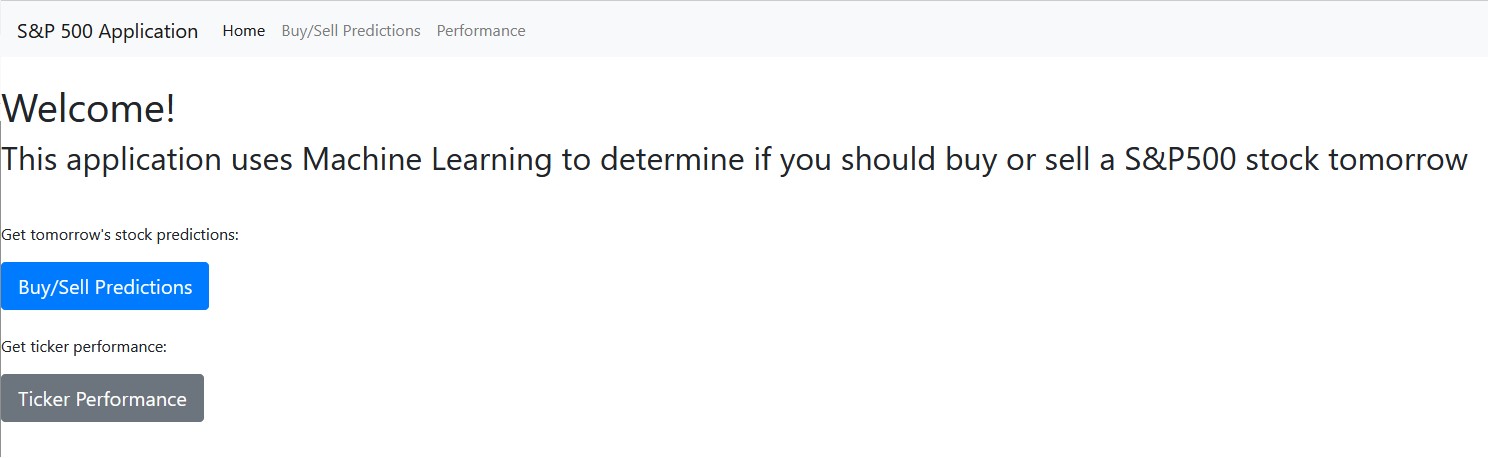 S&P 500 Application Home Buy/Sell Predictions Performance
Welcome!
This application uses Machine Learning to determine if you should buy or sell a S&P500 stock tomorrow
Get tomorrow's stock predictions:
Buy/Sell Predictions
Get ticker performance:
Ticker Performance